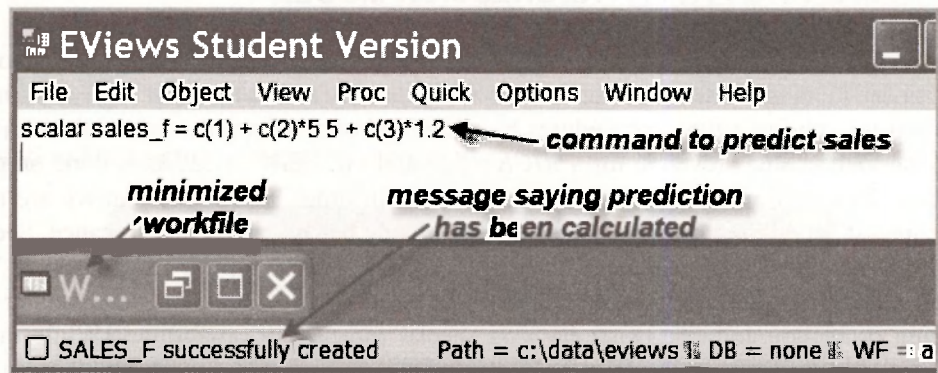 EViews Student Version
File Edit Object View Proc Quick Options Window Help
scalar sales_f = c(1) + c(2)*5 5 + c(3)*1.2
command to predict sales
minimized
workfile
message saying prediction
has been calculated
W...
SALES_F successfully created Path = c:\data\eviews DB = none WF = a